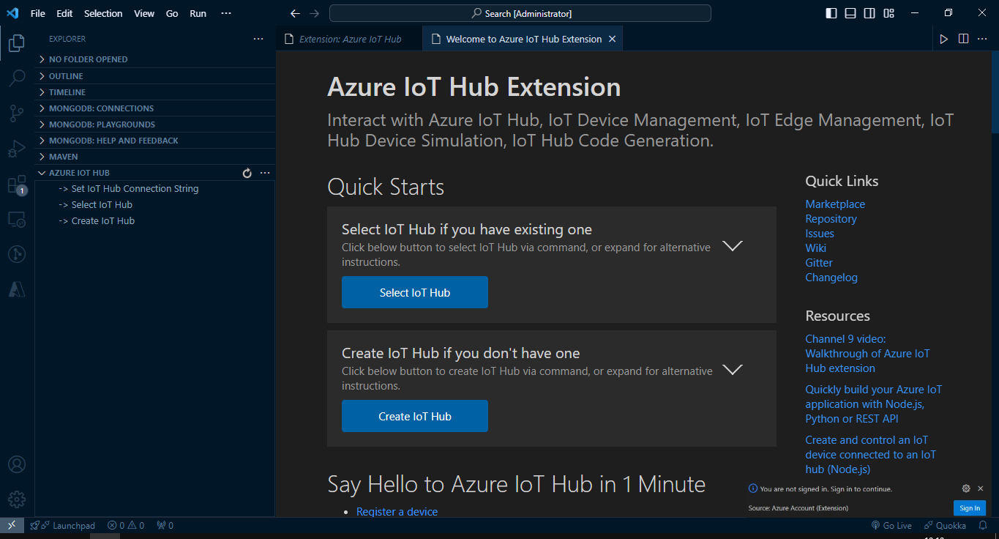 File Edit Selection View Go Run ··· Search [Administrator]
EXPLORER ···
NO FOLDER OPENED
OUTLINE
TIMELINE
MONGODB: CONNECTIONS
MONGODB: PLAYGROUNDS
MONGODB: HELP AND FEEDBACK
MAVEN
AZURE IOT HUB ···
-> Set IoT Hub Connection String
-> Select IoT Hub
-> Create IoT Hub
1
Extension: Azure IoT Hub
Welcome to Azure IoT Hub Extension
Azure IoT Hub Extension
Interact with Azure IoT Hub, IoT Device Management, IoT Edge Management, IoT
Hub Device Simulation, IoT Hub Code Generation.
Quick Starts
Select IoT Hub if you have existing one
Click below button to select IoT Hub via command, or expand for alternative
instructions.
Select IoT Hub
Create IoT Hub if you don't have one
Click below button to create IoT Hub via command, or expand for alternative
instructions.
Create IoT Hub
Say Hello to Azure IoT Hub in 1 Minute
• Register a device
Quick Links
Marketplace
Repository
Issues
Wiki
Gitter
Changelog
Resources
Channel 9 video:
Walkthrough of Azure IoT
Hub extension
Quickly build your Azure IoT
application with Node.js,
Python or REST API
Create and control an IoT
device connected to an IoT
hub (Node.js)
You are not signed in. Sign in to continue.
Source: Azure Account (Extension)
Sign In
Launchpad 0 0 0 Go Live Quokka